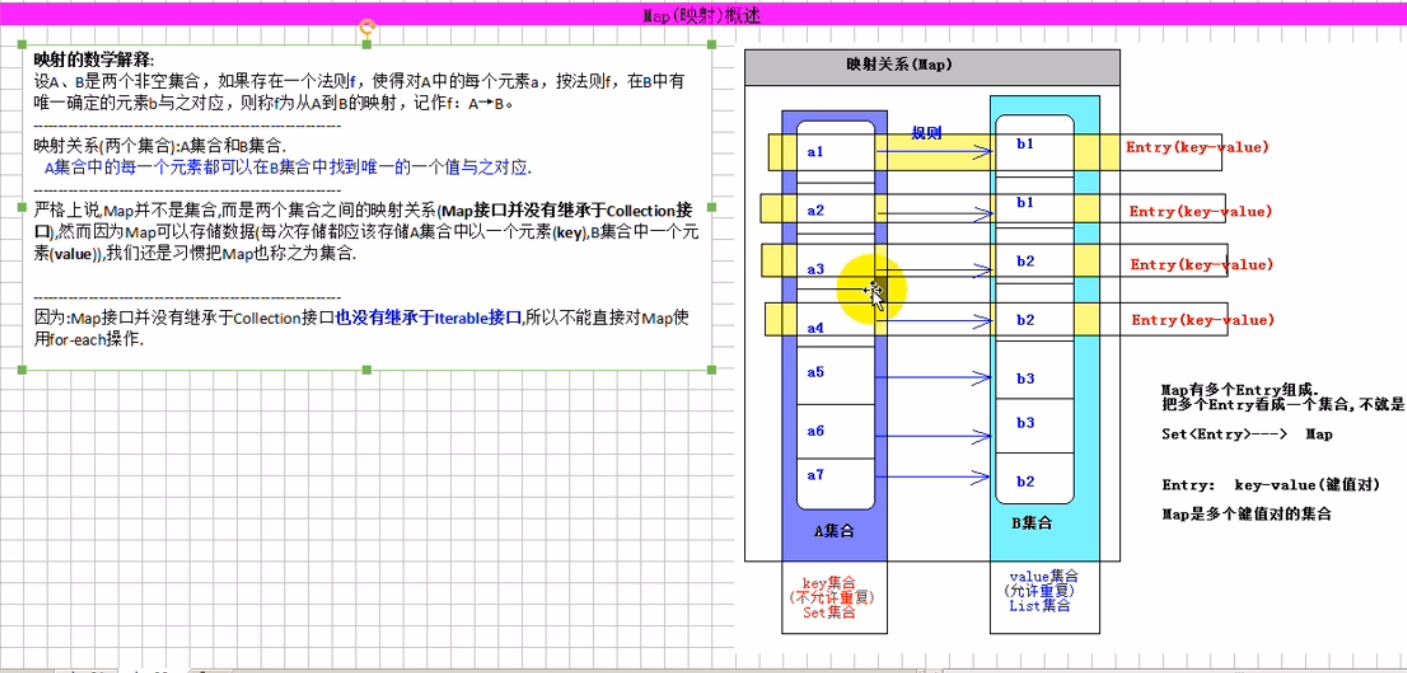 Map(映射)概述
映射的数学解释:
设A、B是两个非空集合，如果存在一个法则f，使得对A中的每个元素a，按法则f，在B中有
唯一确定的元素b与之对应，则称f为从A到B的映射，记作f：A→B。
映射关系(两个集合):A集合和B集合.
A集合中的每一个元素都可以在B集合中找到唯一的一个值与之对应.
严格上说,Map并不是集合,而是两个集合之间的映射关系(Map接口并没有继承于Collection接
口),然而因为Map可以存储数据(每次存储都应该存储A集合中以一个元素(key),B集合中一个元
素(value)),我们还是习惯把Map也称之为集合.
因为:Map接口并没有继承于Collection接口也没有继承于Iterable接口,所以不能直接对Map使
用for-each操作.
映射关系(Map)
规则
a1 b1 Entry(key-value)
a2 b1 Entry(key-value)
a3 b2 Entry(key-value)
a4 b2 Entry(key-value)
a5 b3
a6 b3
a7 b2
A集合
B集合
key集合
(不允许重复)
Set集合
value集合
(允许重复)
List集合
Map有多个Entry组成.
把多个Entry看成一个集合,不就是
Set<Entry>---> Map
Entry: key-value(键值对)
Map是多个键值对的集合